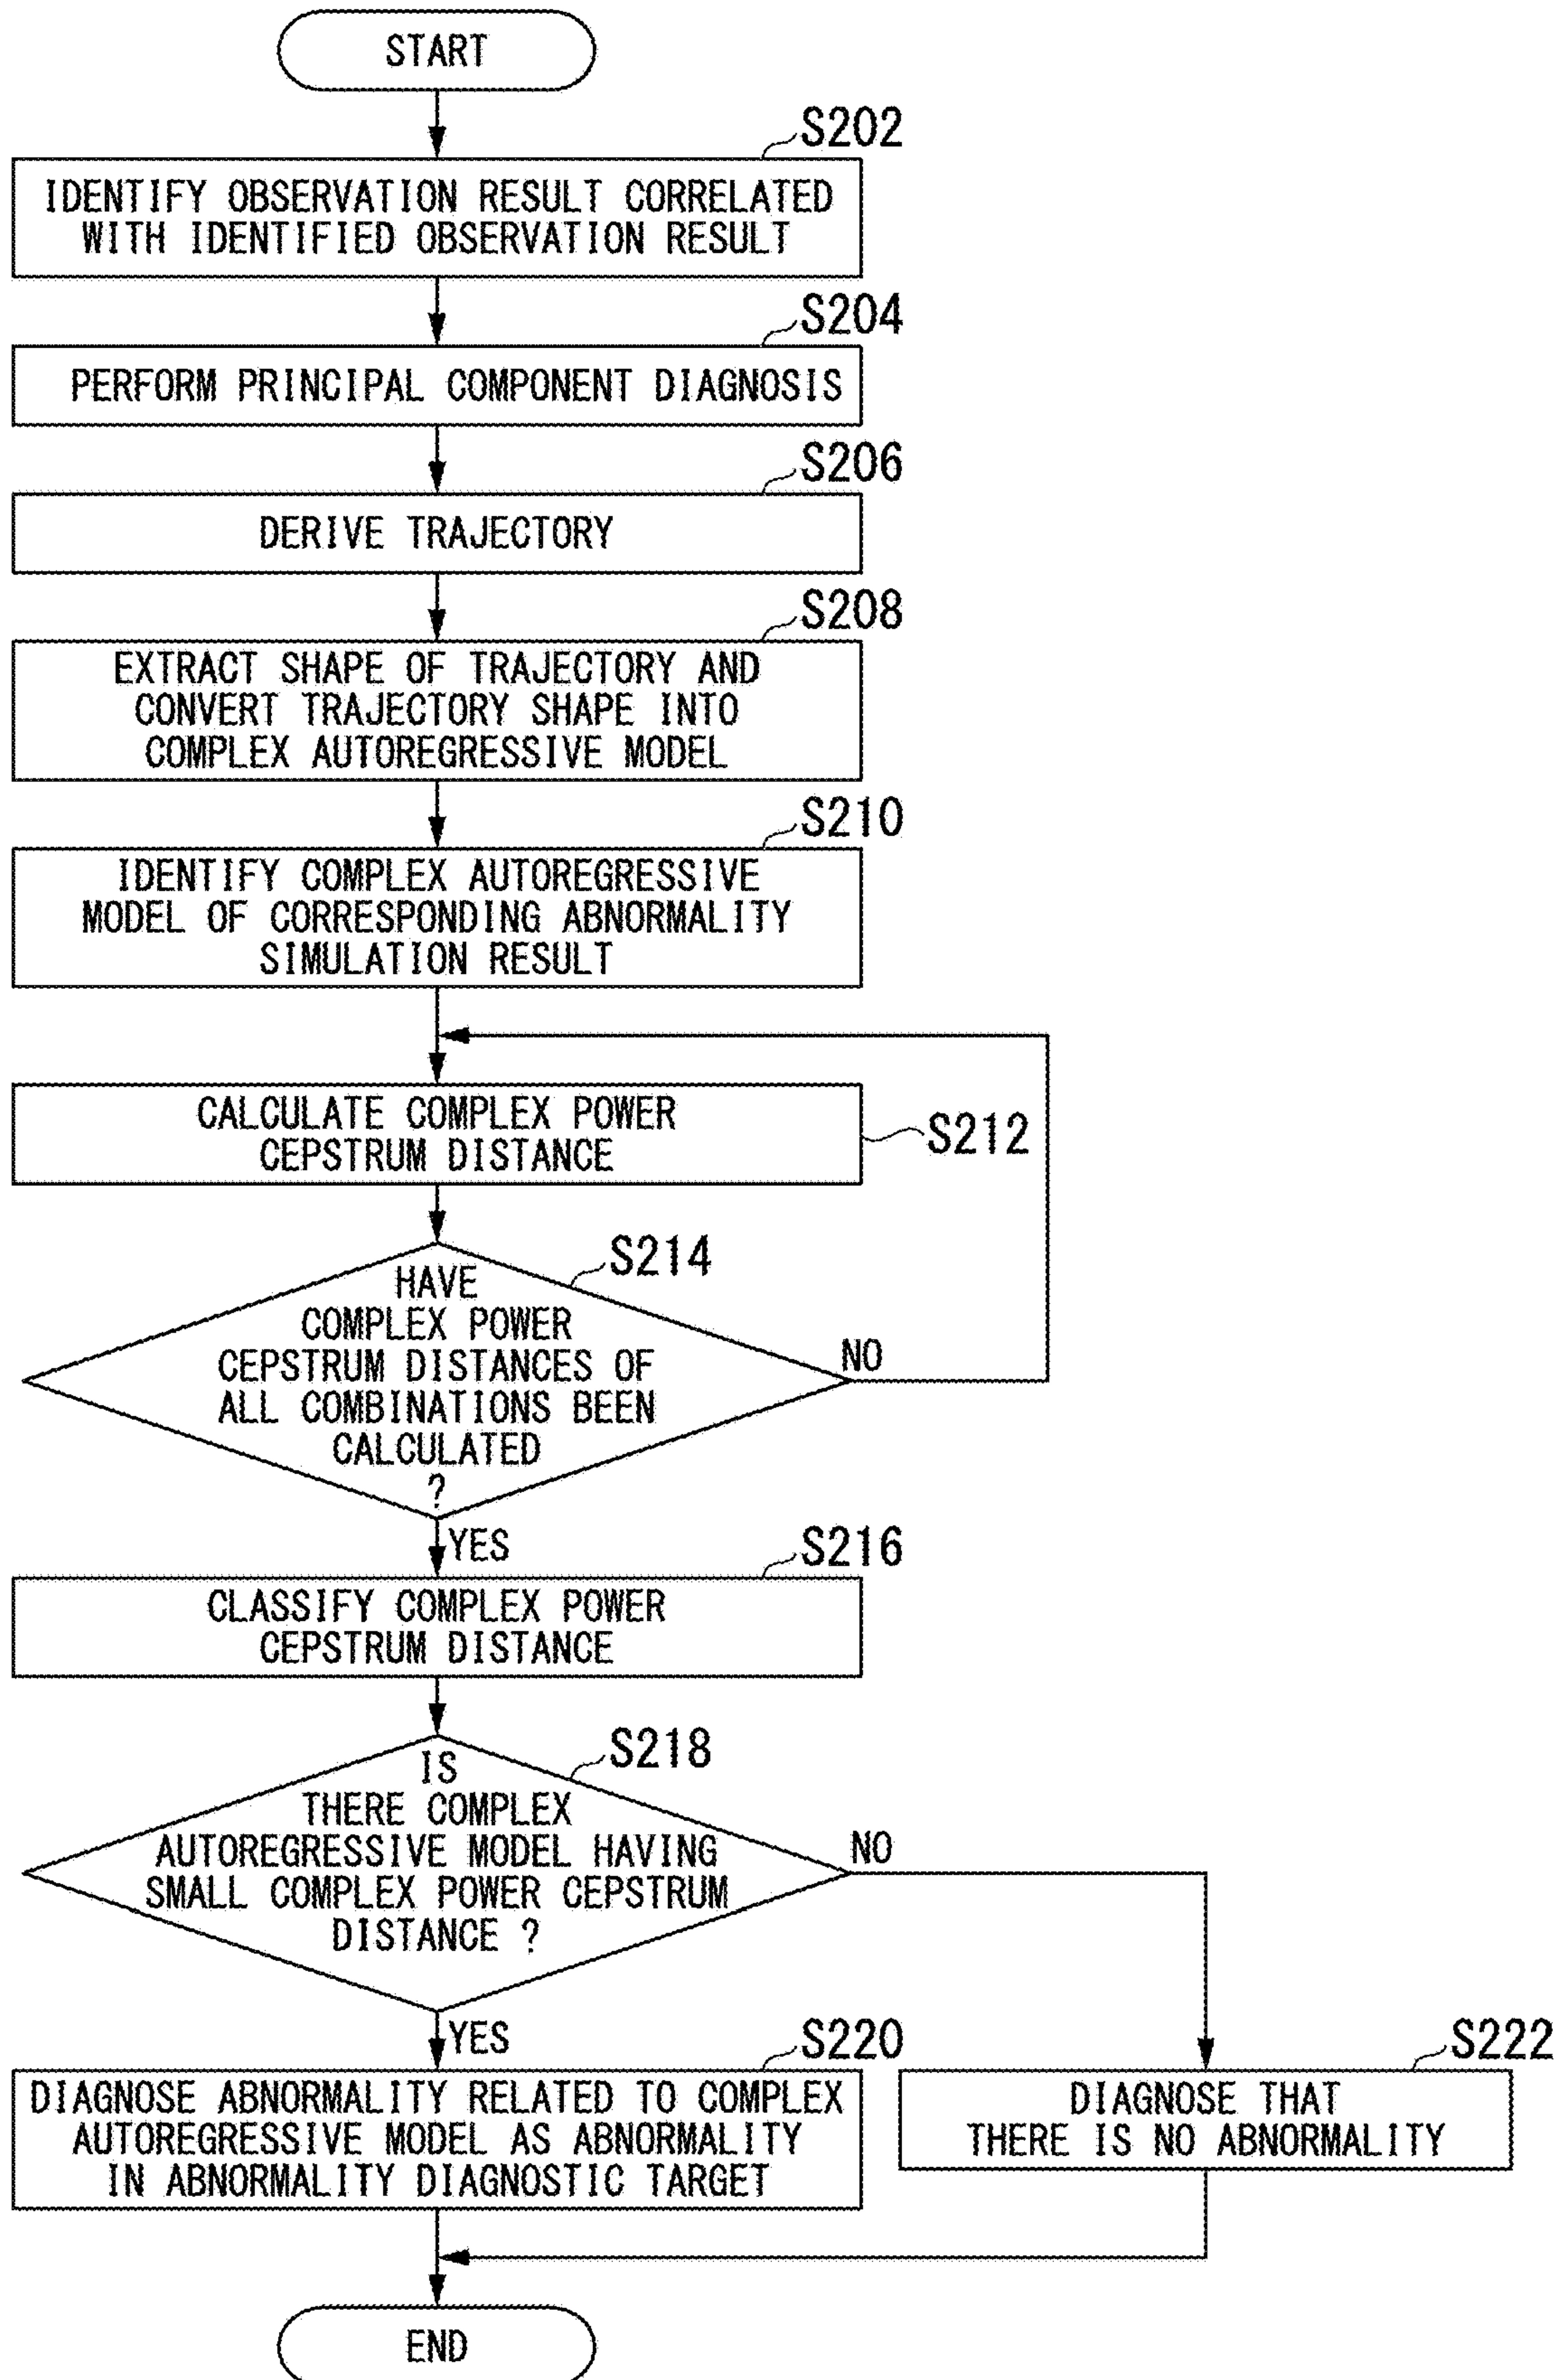 START
S202
IDENTIFY OBSERVATION RESULT CORRELATED
WITH IDENTIFIED OBSERVATION RESULT
S204
PERFORM PRINCIPAL COMPONENT DIAGNOSIS
S206
DERIVE TRAJECTORY
S208
EXTRACT SHAPE OF TRAJECTORY AND
CONVERT TRAJECTORY SHAPE INTO
COMPLEX AUTOREGRESSIVE MODEL
S210
IDENTIFY COMPLEX AUTOREGRESSIVE
MODEL OF CORRESPONDING ABNORMALITY
SIMULATION RESULT
CALCULATE COMPLEX POWER
CEPSTRUM DISTANCE
S212
S214
HAVE
COMPLEX POWER
CEPSTRUM DISTANCES OF
ALL COMBINATIONS BEEN
CALCULATED
?
NO
YES
S216
CLASSIFY COMPLEX POWER
CEPSTRUM DISTANCE
S218
IS
THERE COMPLEX
AUTOREGRESSIVE MODEL HAVING
SMALL COMPLEX POWER CEPSTRUM
DISTANCE ?
NO
YES
S220
DIAGNOSE ABNORMALITY RELATED TO COMPLEX
AUTOREGRESSIVE MODEL AS ABNORMALITY
IN ABNORMALITY DIAGNOSTIC TARGET
S222
DIAGNOSE THAT
THERE IS NO ABNORMALITY
END